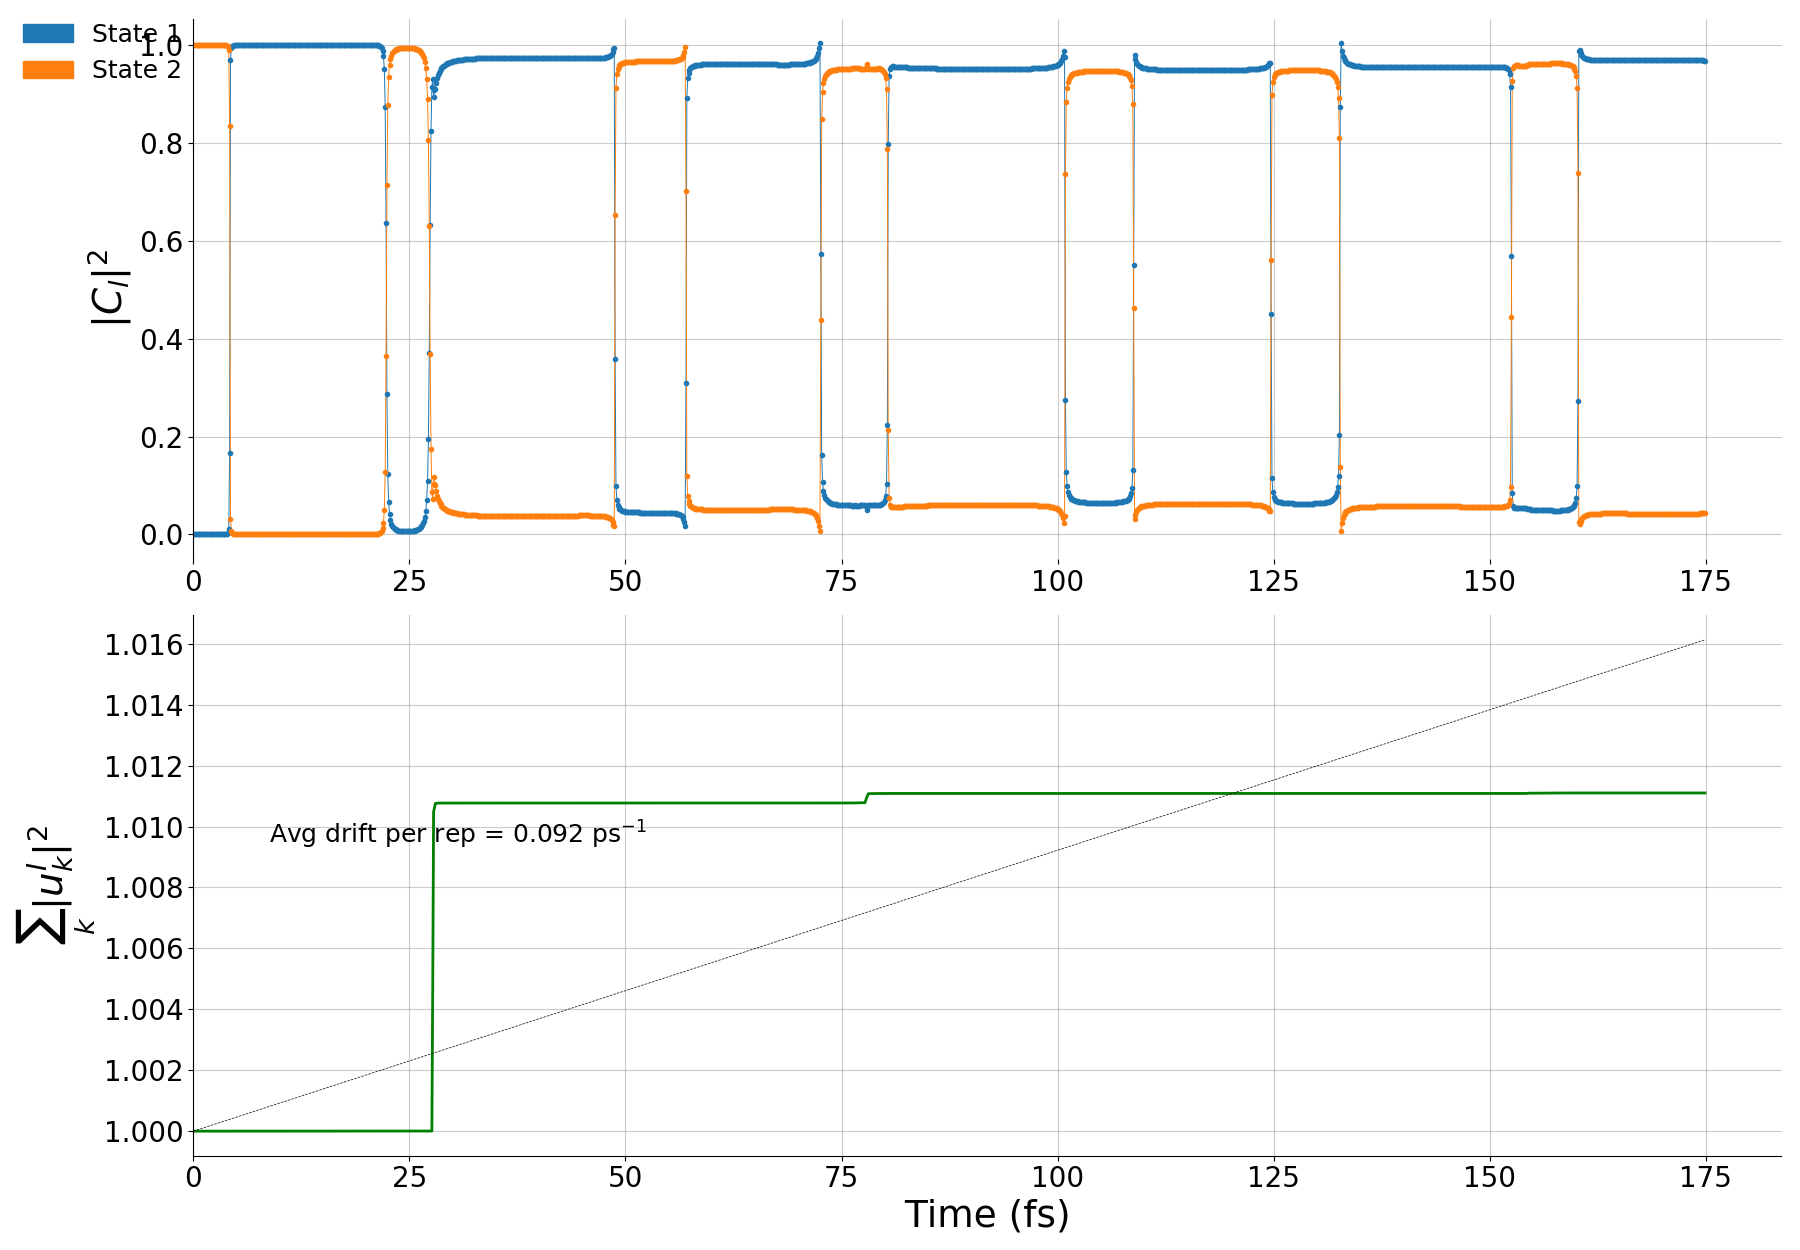 State 1
State 2
1.0
0.8
0.6
0.4
0.2
0.0
|C_l|^2
0 25 50 75 100 125 150 175
1.016
1.014
1.012
1.010
1.008
1.006
1.004
1.002
1.000
∑_k |u_k^l|^2
Avg drift per rep = 0.092 ps^−1
0 25 50 75 100 125 150 175
Time (fs)